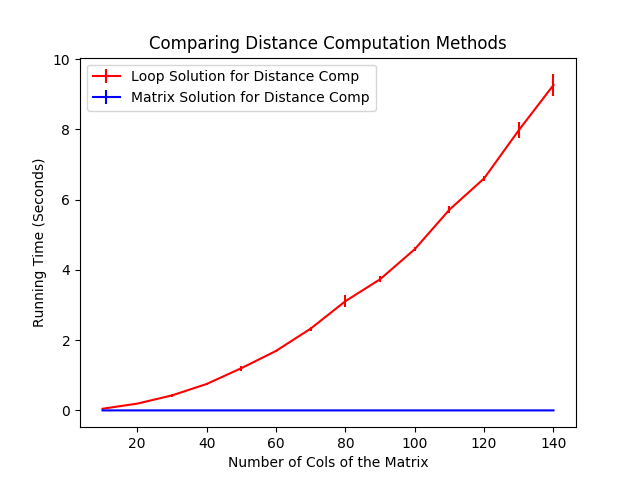 Comparing Distance Computation Methods
Loop Solution for Distance Comp
Matrix Solution for Distance Comp
Running Time (Seconds)
10
8
6
4
2
0
20 40 60 80 100 120 140
Number of Cols of the Matrix